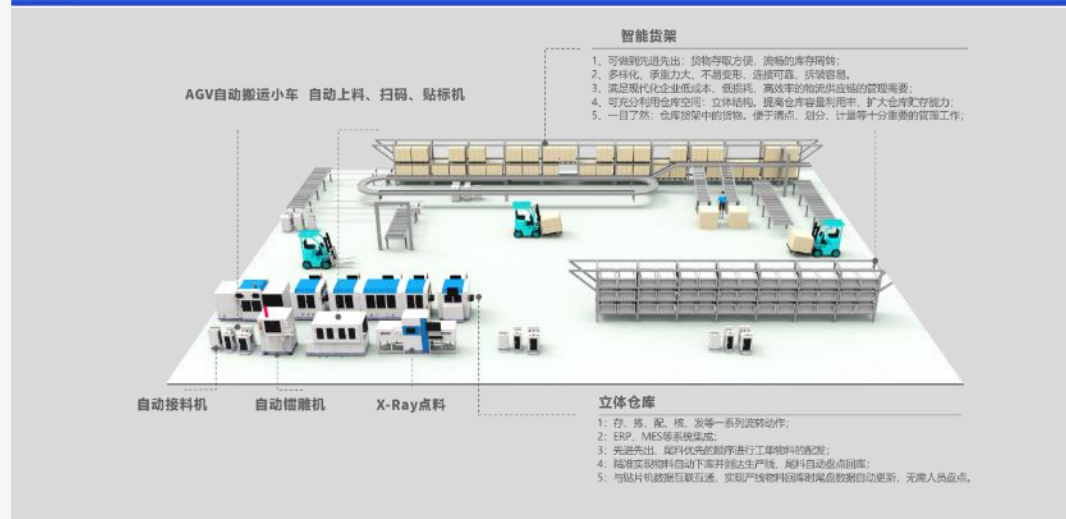 智能货架
1、可做到先进先出：货物存取方便、流畅的库存周转；
2、多样化、承重力大、不易变形、连接可靠、拆装容易。
3、满足现代化企业低成本、低损耗、高效率的物流供应链的管理需要；
4、可充分利用仓库空间：立体结构。提高仓库容量利用率，扩大仓库贮存能力；
5、一目了然：仓库货架中的货物。便于清点、划分、计量等十分重要的管理工作；
AGV自动搬运小车 自动上料、扫码、贴标机
自动接料机 自动镭雕机 X-Ray点料
立体仓库
1：存、拣、配、核、发等一系列流转动作；
2：ERP、MES等系统集成；
3：先进先出、尾料优先的顺序进行工单物料的配发；
4：精准实现物料自动下库并到达生产线、尾料自动盘点回库；
5：与贴片机数据互联互通，实现产线物料回库时尾盘数据自动更新，无需人员盘点。